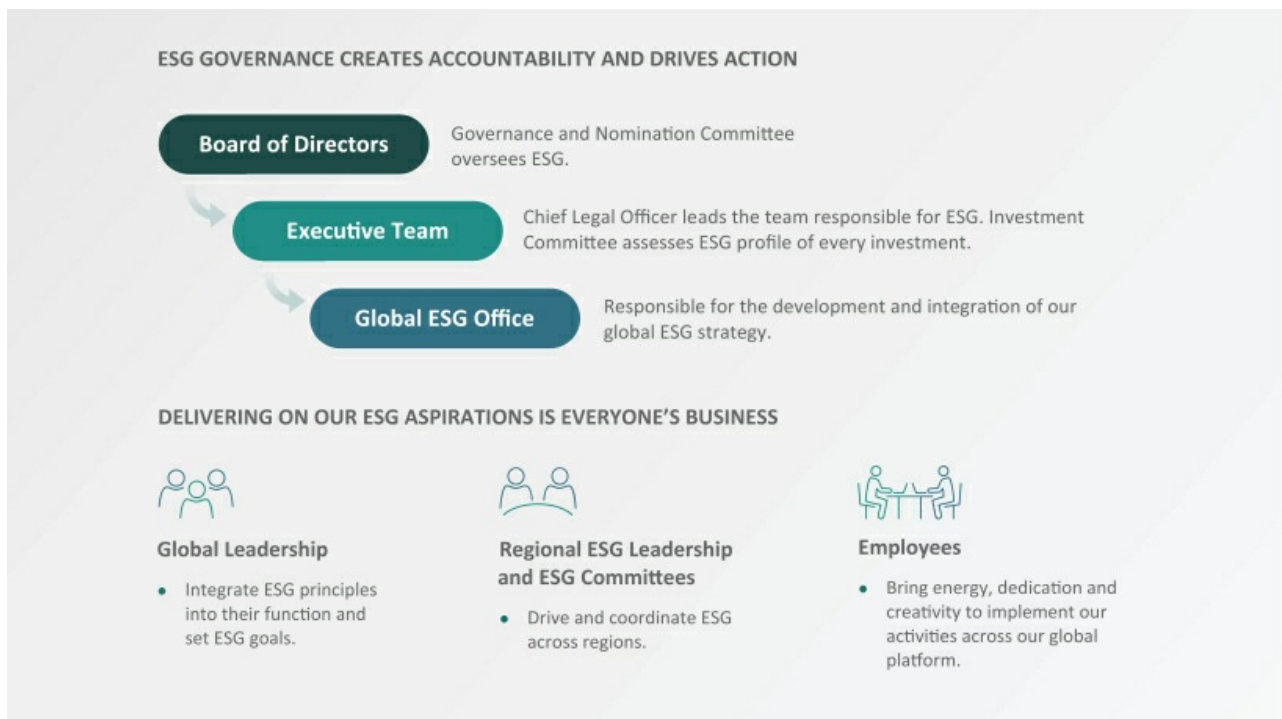 ESG GOVERNANCE CREATES ACCOUNTABILITY AND DRIVES ACTION
Board of Directors
Governance and Nomination Committee
oversees ESG.
Executive Team
Chief Legal Officer leads the team responsible for ESG. Investment
Committee assesses ESG profile of every investment.
Global ESG Office
Responsible for the development and integration of our
global ESG strategy.
DELIVERING ON OUR ESG ASPIRATIONS IS EVERYONE’S BUSINESS
Global Leadership
• Integrate ESG principles
into their function and
set ESG goals.
Regional ESG Leadership
and ESG Committees
• Drive and coordinate ESG
across regions.
Employees
• Bring energy, dedication and
creativity to implement our
activities across our global
platform.